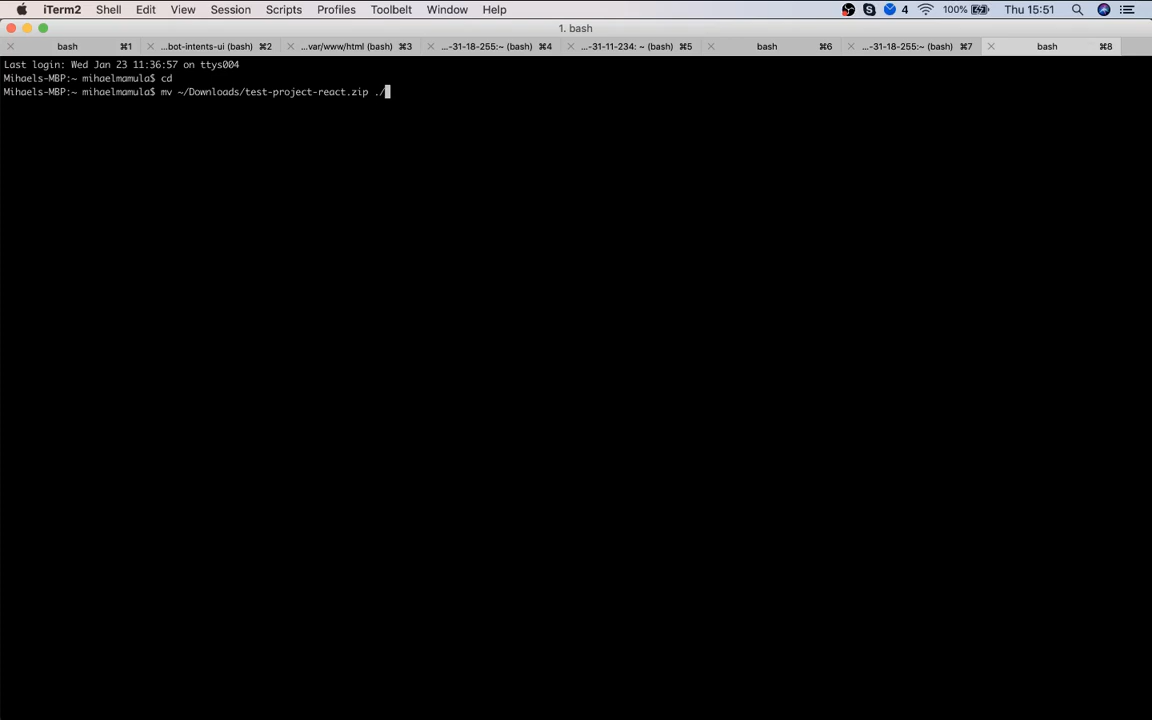 iTerm2 Shell Edit View Session Scripts Profiles Toolbelt Window Help 4 100% Thu 15:51
1. bash
bash ⌘1 ...bot-intents-ui (bash) ⌘2 ...var/www/html (bash) ⌘3 ...-31-18-255:~ (bash) ⌘4 ...-31-11-234: ~ (bash) ⌘5 bash ⌘6 ...-31-18-255:~ (bash) ⌘7 bash ⌘8
Last login: Wed Jan 23 11:36:57 on ttys004
Mihaels-MBP:~ mihaelmamula$ cd
Mihaels-MBP:~ mihaelmamula$ mv ~/Downloads/test-project-react.zip ./